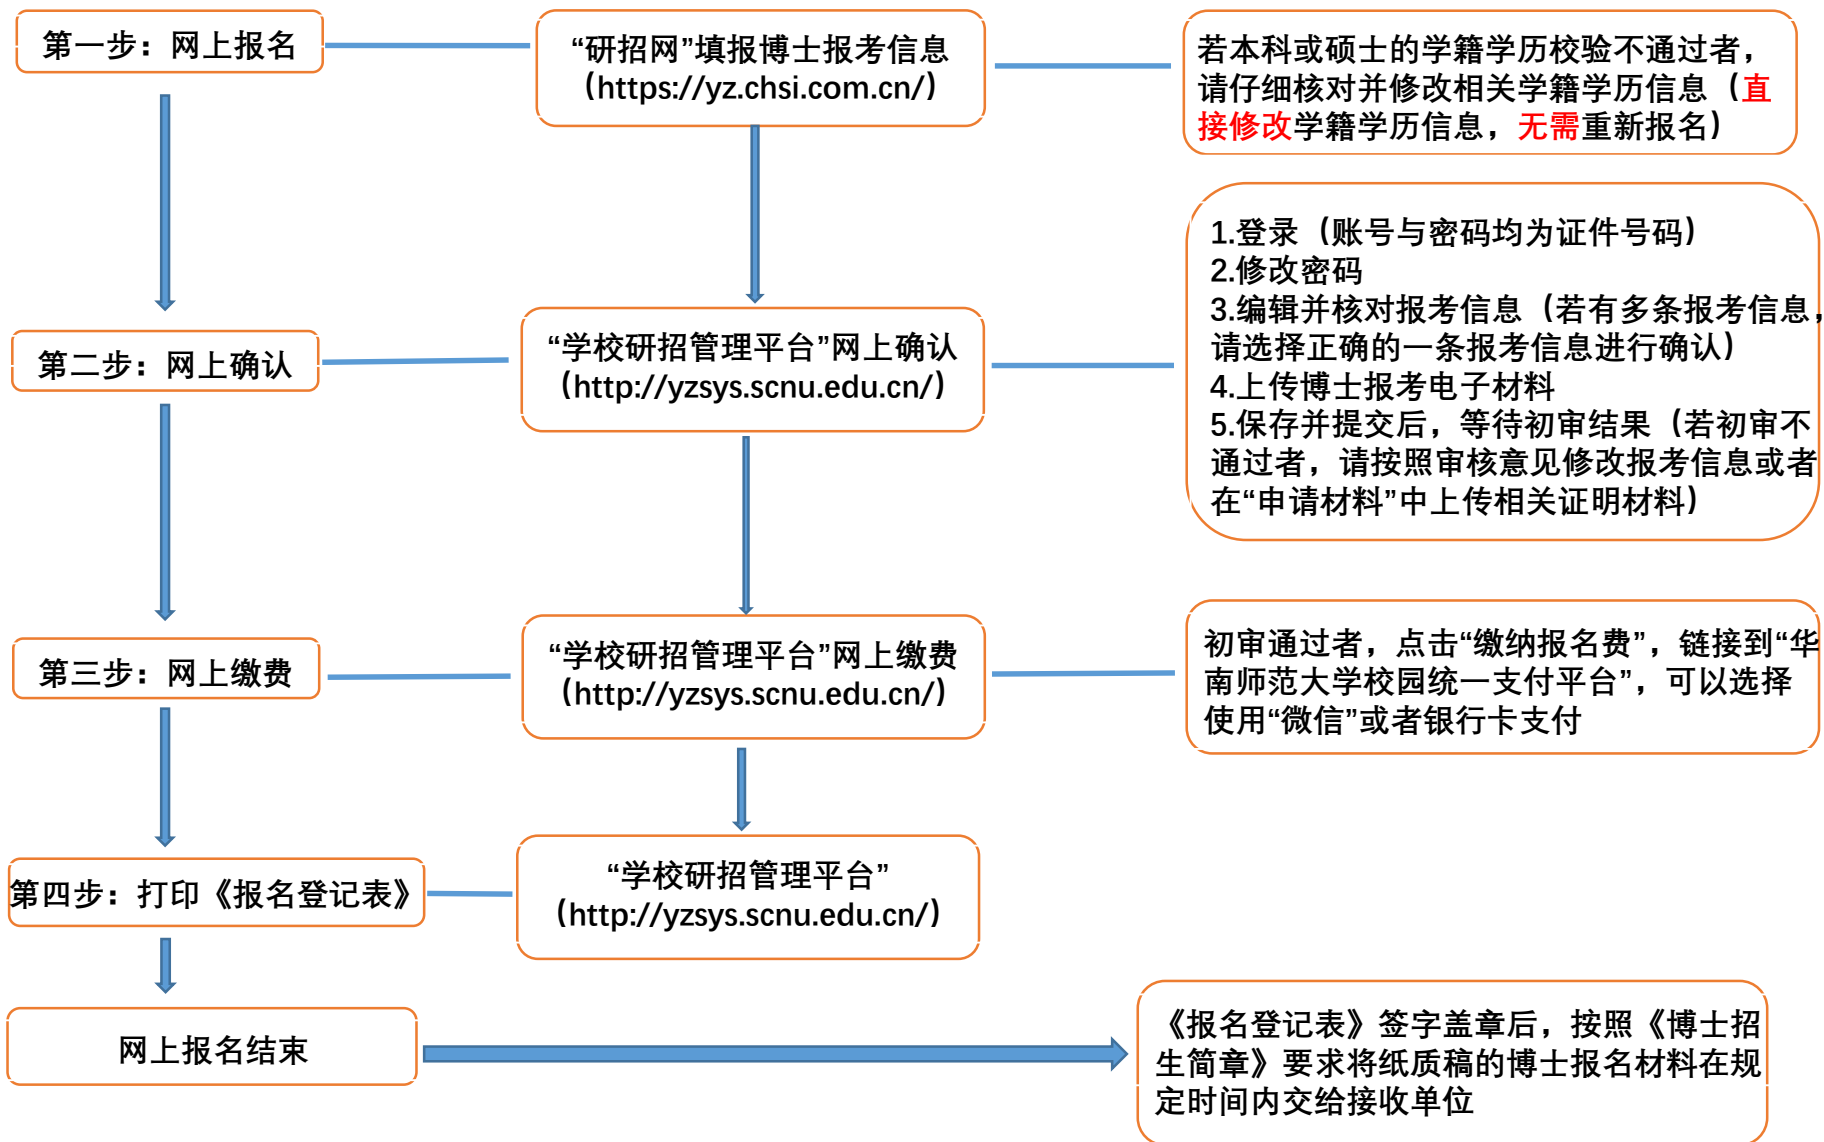 第一步：网上报名
“研招网”填报博士报考信息
（https://yz.chsi.com.cn/）
若本科或硕士的学籍学历校验不通过者，
请仔细核对并修改相关学籍学历信息（直
接修改学籍学历信息，无需重新报名）
第二步：网上确认
“学校研招管理平台”网上确认
（http://yzsys.scnu.edu.cn/）
1.登录（账号与密码均为证件号码）
2.修改密码
3.编辑并核对报考信息（若有多条报考信息，
请选择正确的一条报考信息进行确认）
4.上传博士报考电子材料
5.保存并提交后，等待初审结果（若初审不
通过者，请按照审核意见修改报考信息或者
在“申请材料”中上传相关证明材料）
第三步：网上缴费
“学校研招管理平台”网上缴费
（http://yzsys.scnu.edu.cn/）
初审通过者，点击“缴纳报名费”，链接到“华
南师范大学校园统一支付平台”，可以选择
使用“微信”或者银行卡支付
第四步：打印《报名登记表》
“学校研招管理平台”
（http://yzsys.scnu.edu.cn/）
网上报名结束
《报名登记表》签字盖章后，按照《博士招
生简章》要求将纸质稿的博士报名材料在规
定时间内交给接收单位